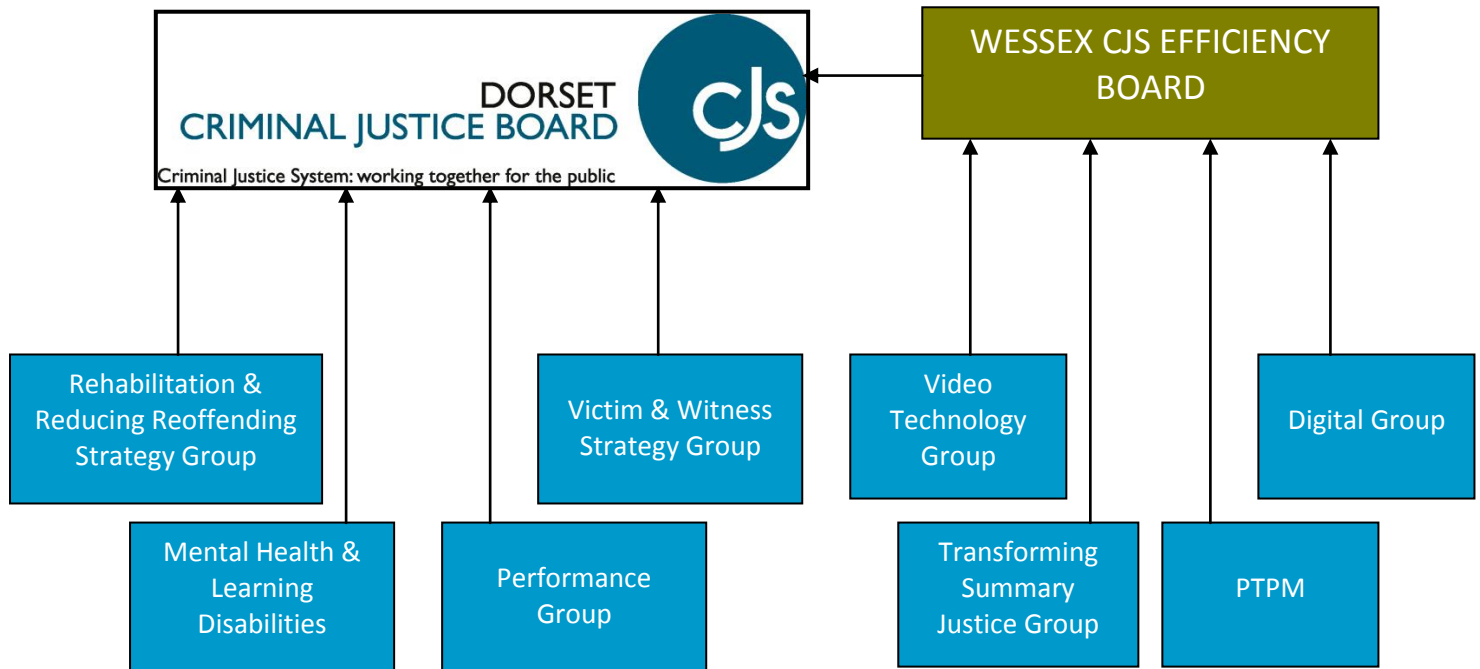 DORSET
CRIMINAL JUSTICE BOARD
cJs
Criminal Justice System: working together for the public
WESSEX CJS EFFICIENCY
BOARD
Rehabilitation &
Reducing Reoffending
Strategy Group
Victim & Witness
Strategy Group
Video
Technology
Group
Digital Group
Mental Health &
Learning
Disabilities
Performance
Group
Transforming
Summary
Justice Group
PTPM